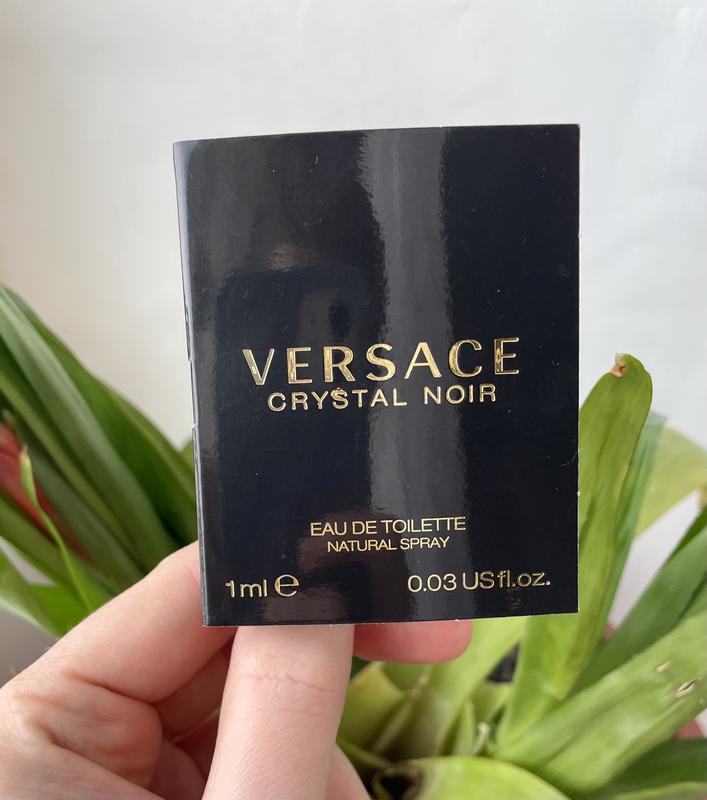 VERSACE
CRYSTAL NOIR
EAU DE TOILETTE
NATURAL SPRAY
1ml ℮ 0.03 US fl.oz.